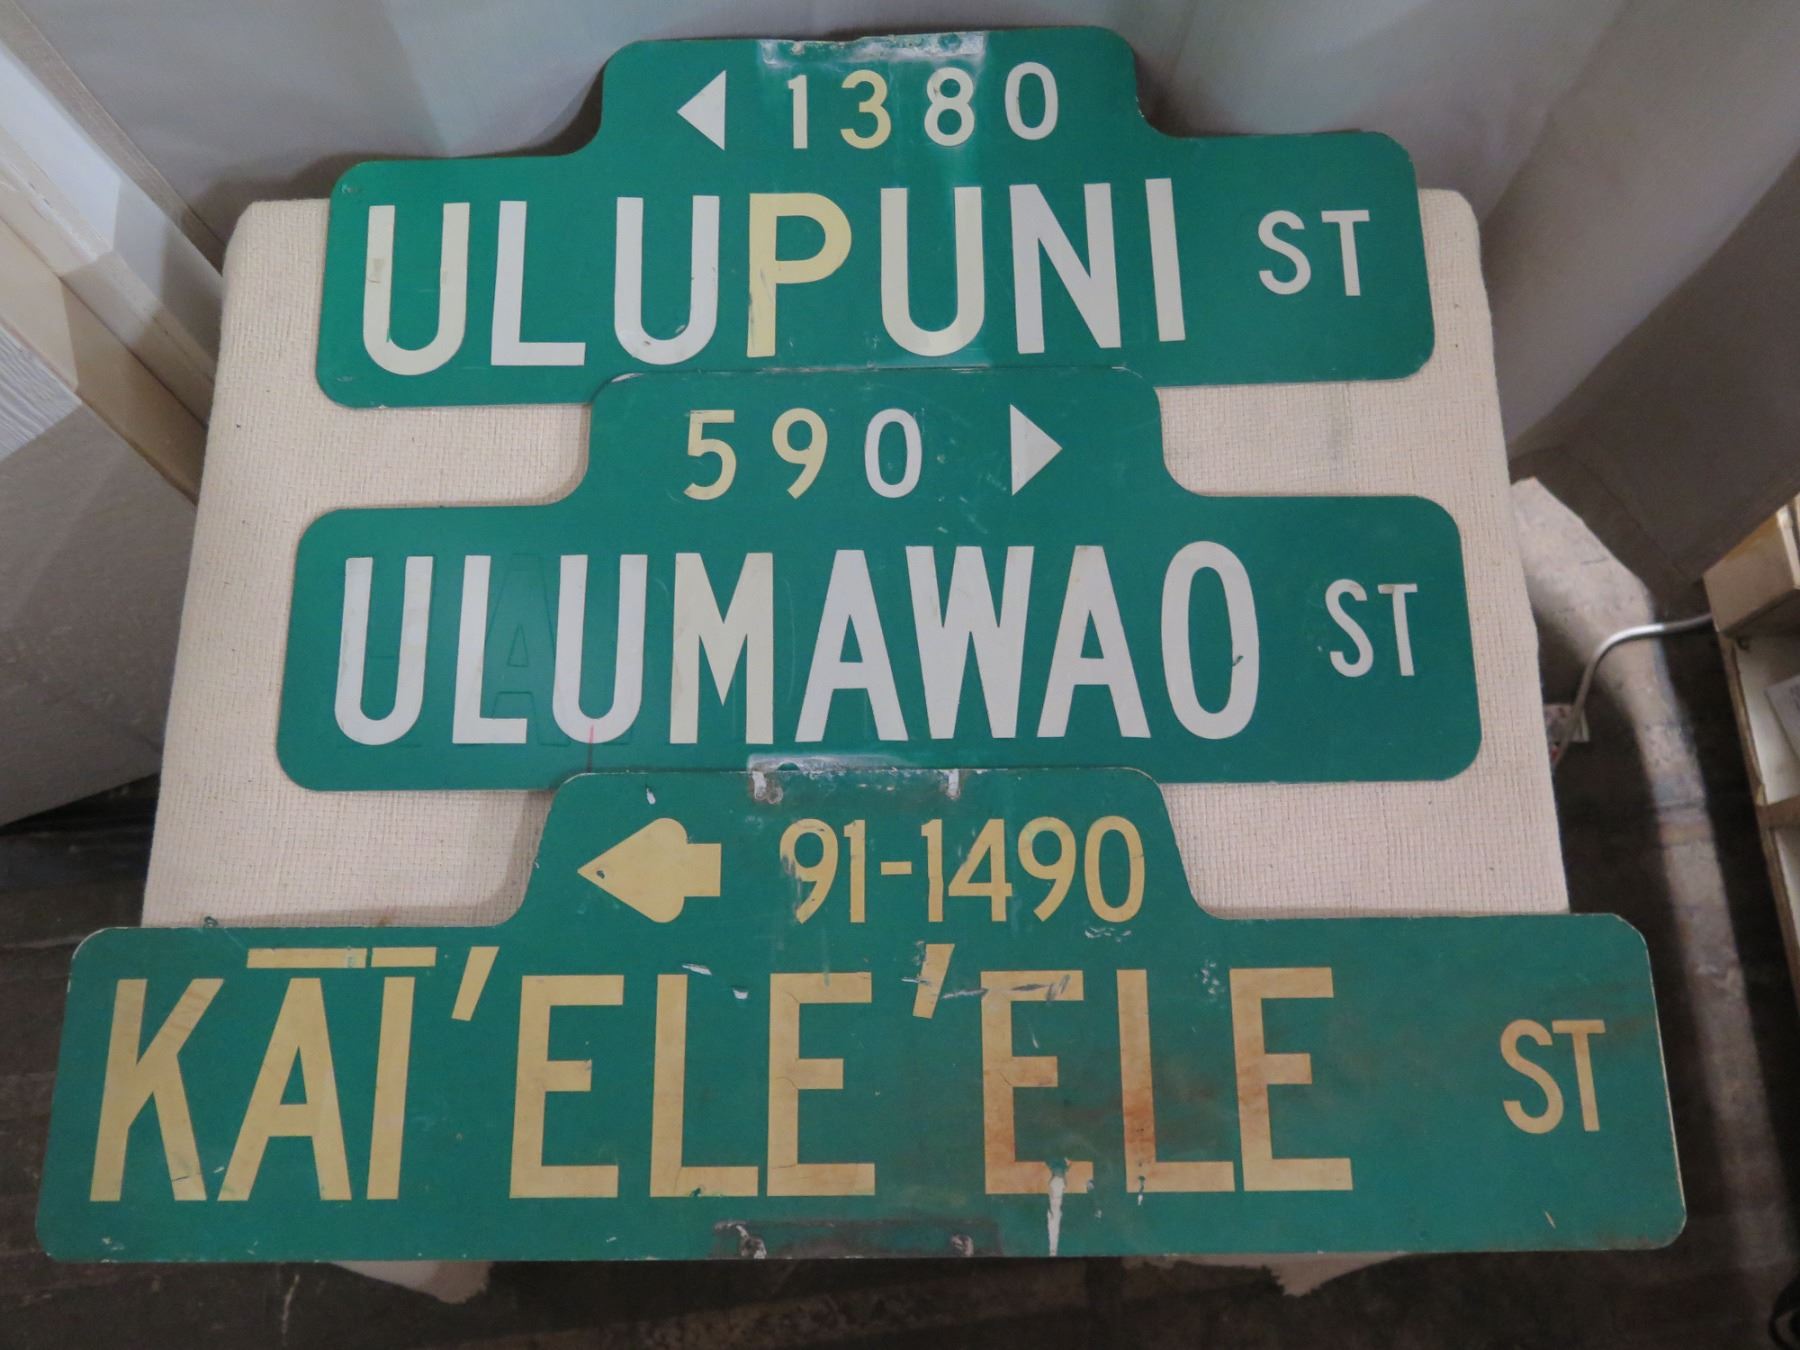 1380
ULUPUNI ST
590
ULUMAWAO ST
91-1490
KĀĪ'ELE'ELE ST